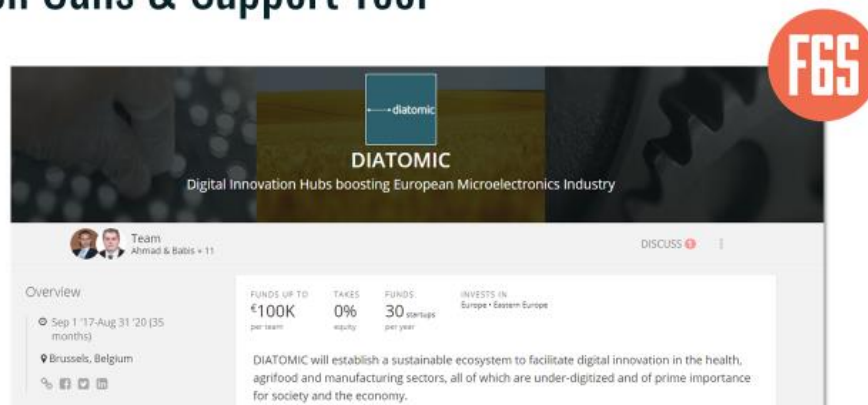 & Support Tool
F6S
diatomic
DIATOMIC
Digital Innovation Hubs boosting European Microelectronics Industry
Team
Ahmad & Babis + 11
DISCUSS 1
Overview
Sep 1 '17-Aug 31 '20 (35
months)
Brussels, Belgium
FUNDS UP TO
€100K
per team
TAKES
0%
equity
FUNDS
30 startups
per year
INVESTS IN
Europe • Eastern Europe
DIATOMIC will establish a sustainable ecosystem to facilitate digital innovation in the health,
agrifood and manufacturing sectors, all of which are under-digitized and of prime importance
for society and the economy.